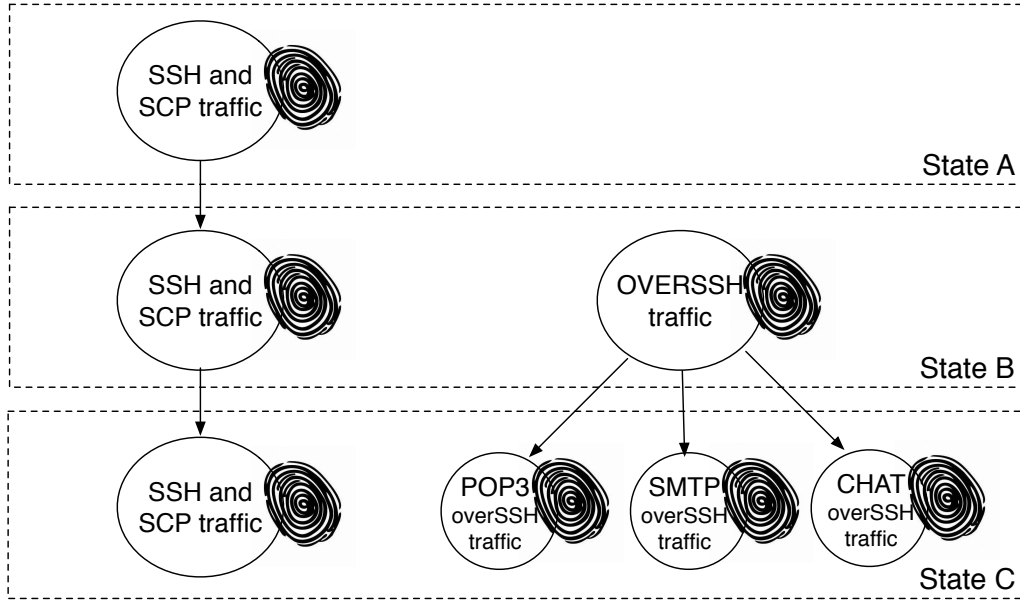 SSH and
SCP traffic
State A
SSH and
SCP traffic
OVERSSH
traffic
State B
SSH and
SCP traffic
POP3
overSSH
traffic
SMTP
overSSH
traffic
CHAT
overSSH
traffic
State C